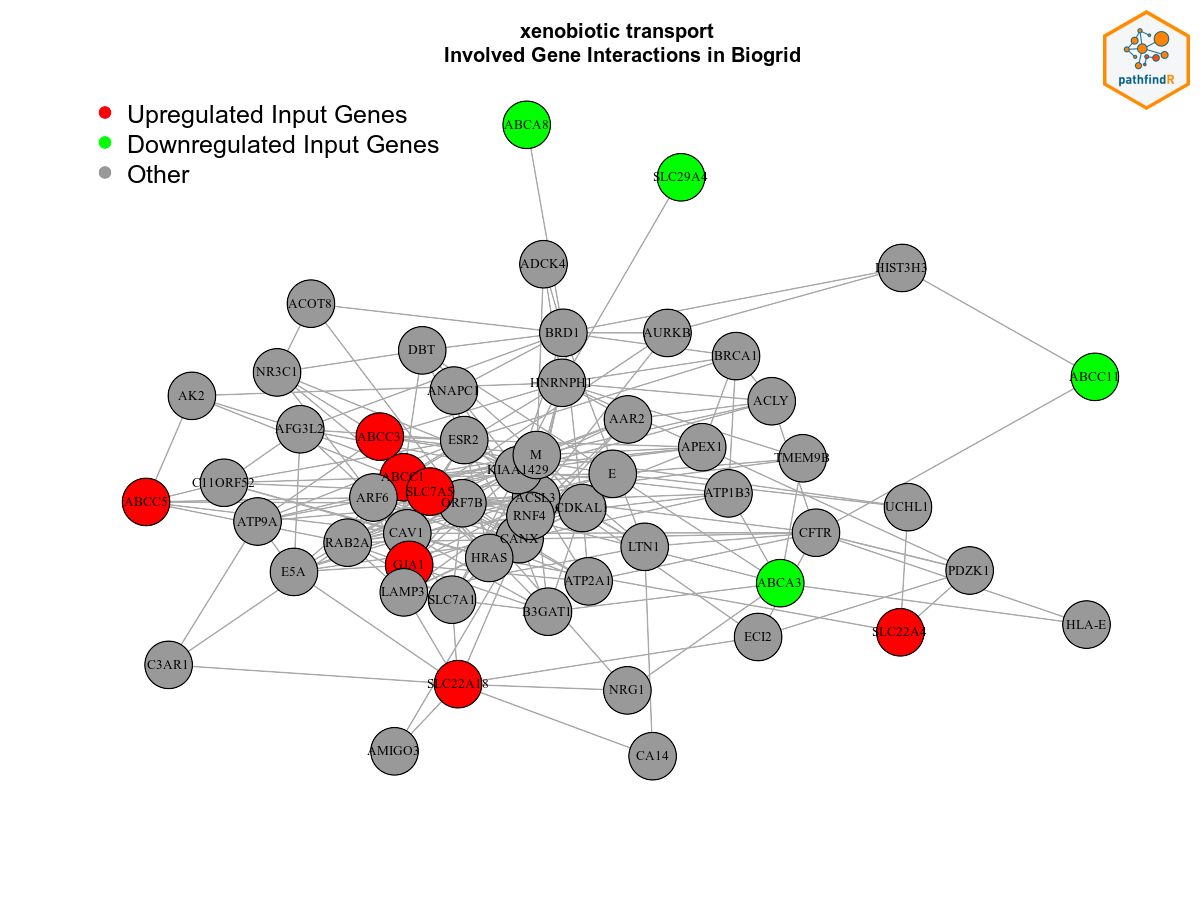 xenobiotic transport
Involved Gene Interactions in Biogrid
pathfindR
Upregulated Input Genes
Downregulated Input Genes
Other
ABCA8
SLC29A4
ADCK4
HIST3H3
ACOT8
BRD1
AURKB
DBT
BRCA1
NR3C1
ABCC11
HNRNPH1
ANAPC1
AK2
ACLY
AAR2
AFG3L2
ABCC3
ESR2
APEX1
M
TMEM9B
KIAA1429
E
ABCC1
C11ORF52
SLC7A5
ATP1B3
ARF6
ACSL3
ABCC5
ORF7B
UCHL1
CDKAL
RNF4
ATP9A
CAV1
CFTR
CANX
RAB2A
LTN1
HRAS
GJA1
PDZK1
E5A
ATP2A1
ABCA3
LAMP3
SLC7A1
B3GAT1
HLA-E
SLC22A4
ECI2
C3AR1
SLC22A18
NRG1
AMIGO3
CA14